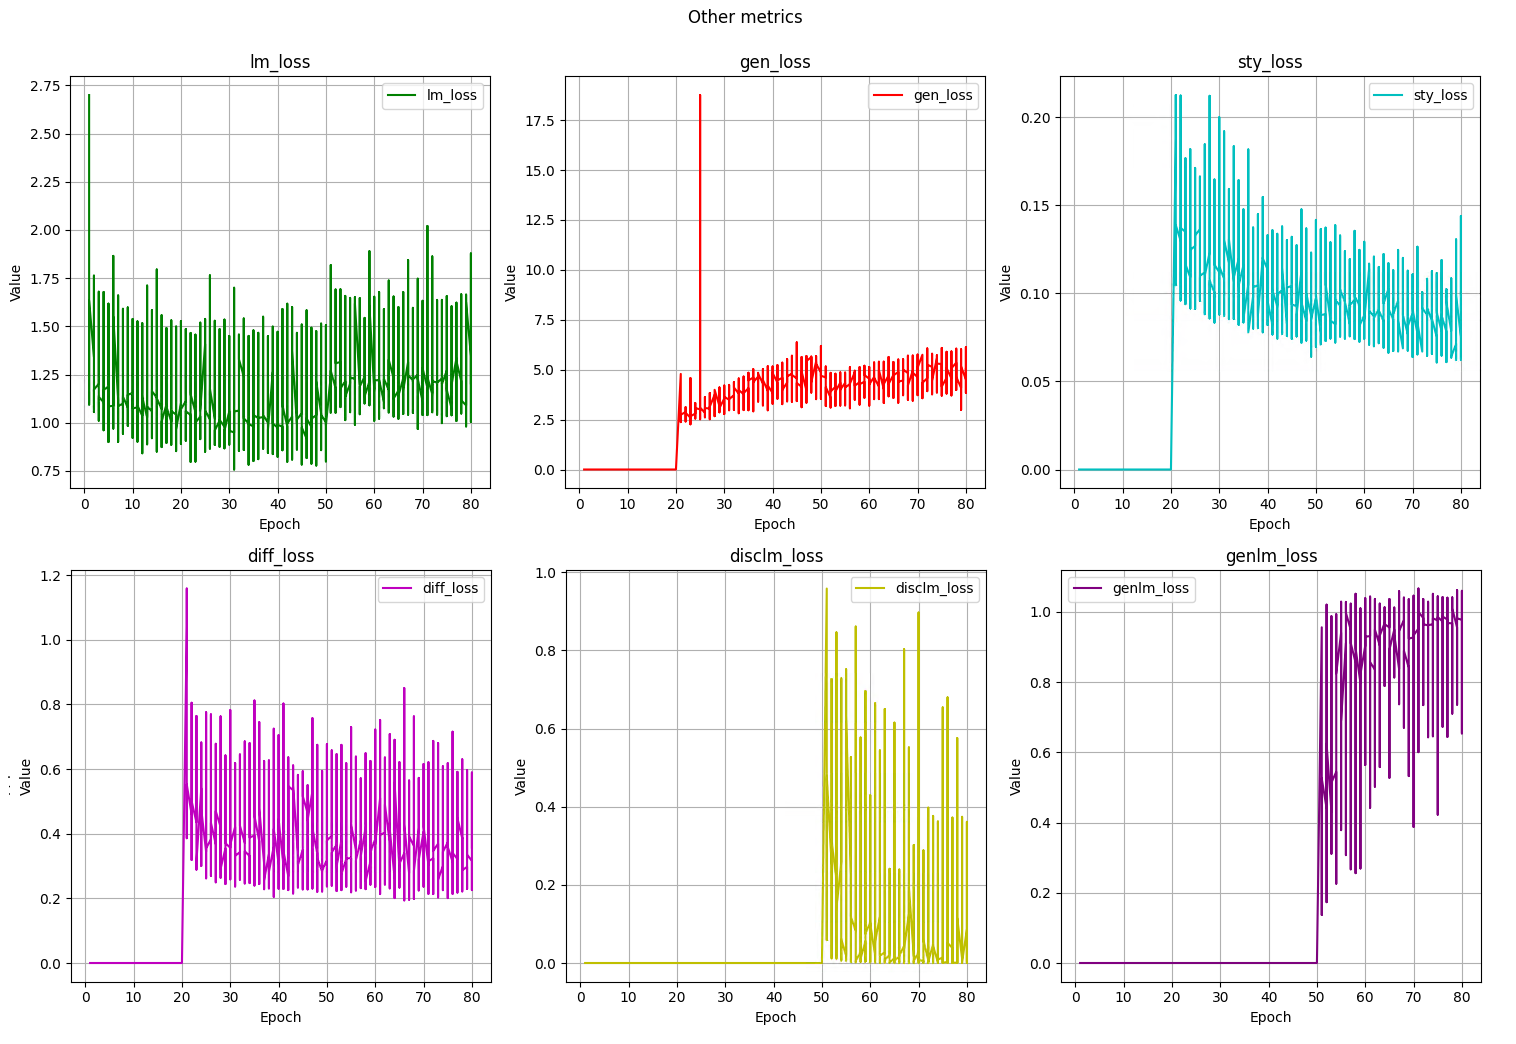 Other metrics
lm_loss
gen_loss
sty_loss
lm_loss
gen_loss
sty_loss
2.75
2.50
2.25
2.00
1.75
1.50
1.25
1.00
0.75
Value
0 10 20 30 40 50 60 70 80
Epoch
17.5
15.0
12.5
10.0
7.5
5.0
2.5
0.0
Value
0 10 20 30 40 50 60 70 80
Epoch
0.20
0.15
0.10
0.05
0.00
Value
0 10 20 30 40 50 60 70 80
Epoch
diff_loss
disclm_loss
genlm_loss
diff_loss
disclm_loss
genlm_loss
1.2
1.0
0.8
0.6
0.4
0.2
0.0
Value
0 10 20 30 40 50 60 70 80
Epoch
1.0
0.8
0.6
0.4
0.2
0.0
Value
0 10 20 30 40 50 60 70 80
Epoch
1.0
0.8
0.6
0.4
0.2
0.0
Value
0 10 20 30 40 50 60 70 80
Epoch